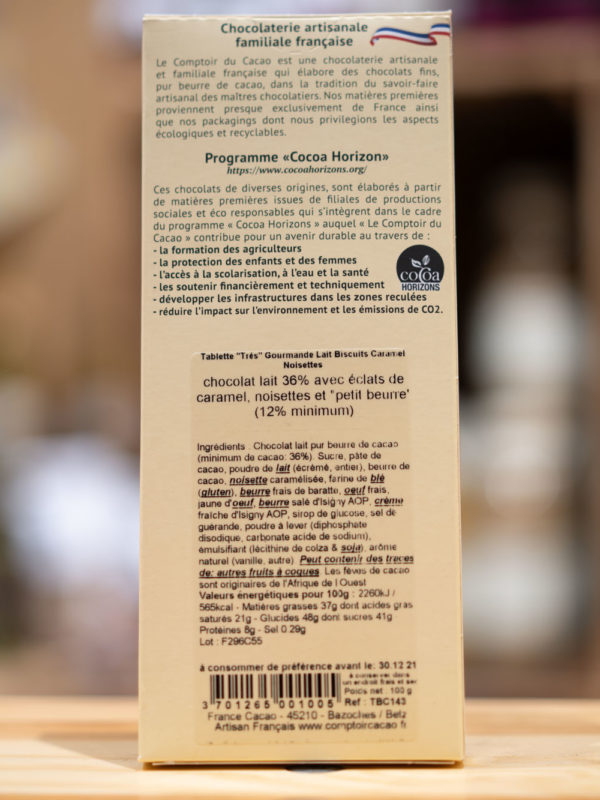 Chocolaterie artisanale
familiale française
Le Comptoir du Cacao est une chocolaterie artisanale
et familiale française qui élabore des chocolats fins,
pur beurre de cacao, dans la tradition du savoir-faire
artisanal des maîtres chocolatiers. Nos matières premières
proviennent presque exclusivement de France ainsi
que nos packagings dont nous privilegions les aspects
écologiques et recyclables.
Programme «Cocoa Horizon»
https://www.cocoahorizons.org/
Ces chocolats de diverses origines, sont élaborés à partir
de matières premières issues de filiales de productions
sociales et éco responsables qui s'intègrent dans le cadre
du programme « Cocoa Horizons » auquel « Le Comptoir du
Cacao » contribue pour un avenir durable au travers de :
- la formation des agriculteurs
- la protection des enfants et des femmes
- l'accès à la scolarisation, à l'eau et la santé
- les soutenir financièrement et techniquement
- développer les infrastructures dans les zones reculées
- réduire l'impact sur l'environnement et les émissions de CO2.
cocoa
HORIZONS
Tablette "Trés" Gourmande Lait Biscuits Caramel
Noisettes
chocolat lait 36% avec éclats de
caramel, noisettes et "petit beurre'
(12% minimum)
Ingrédients : Chocolat lait pur beurre de cacao
(minimum de cacao: 36%). Sucre, pâte de
cacao, poudre de lait (écrémé, entier), beurre de
cacao, noisette caramélisée, farine de blé
(gluten), beurre frais de baratte, oeuf frais,
jaune d'oeuf, beurre salé d'Isigny AOP, crème
fraîche d'Isigny AOP, sirop de glucose, sel de
guérande, poudre à lever (diphosphate
disodique, carbonate acide de sodium),
émulsifiant (lécithine de colza & soja), arôme
naturel (vanille, autre). Peut contenir des traces
de: autres fruits à coques. Les fèves de cacao
sont originaires de l'Afrique de l Ouest
Valeurs énergétiques pour 100g : 2260kJ /
565kcal - Matières grasses 37g dont acides gras
saturés 21g - Glucides 48g dont sucres 41g
Protéines 8g - Sel 0.29g
Lot : F296C55
à consommer de préférence avant le: 30.12 21
à conserver dans
un endroit frais et sec
Poids net : 100 g
3 701265 001005 Ref : TBC143
France Cacao - 45210 - Bazoches / Betz
Artisan Français www.comptoircacao.fr